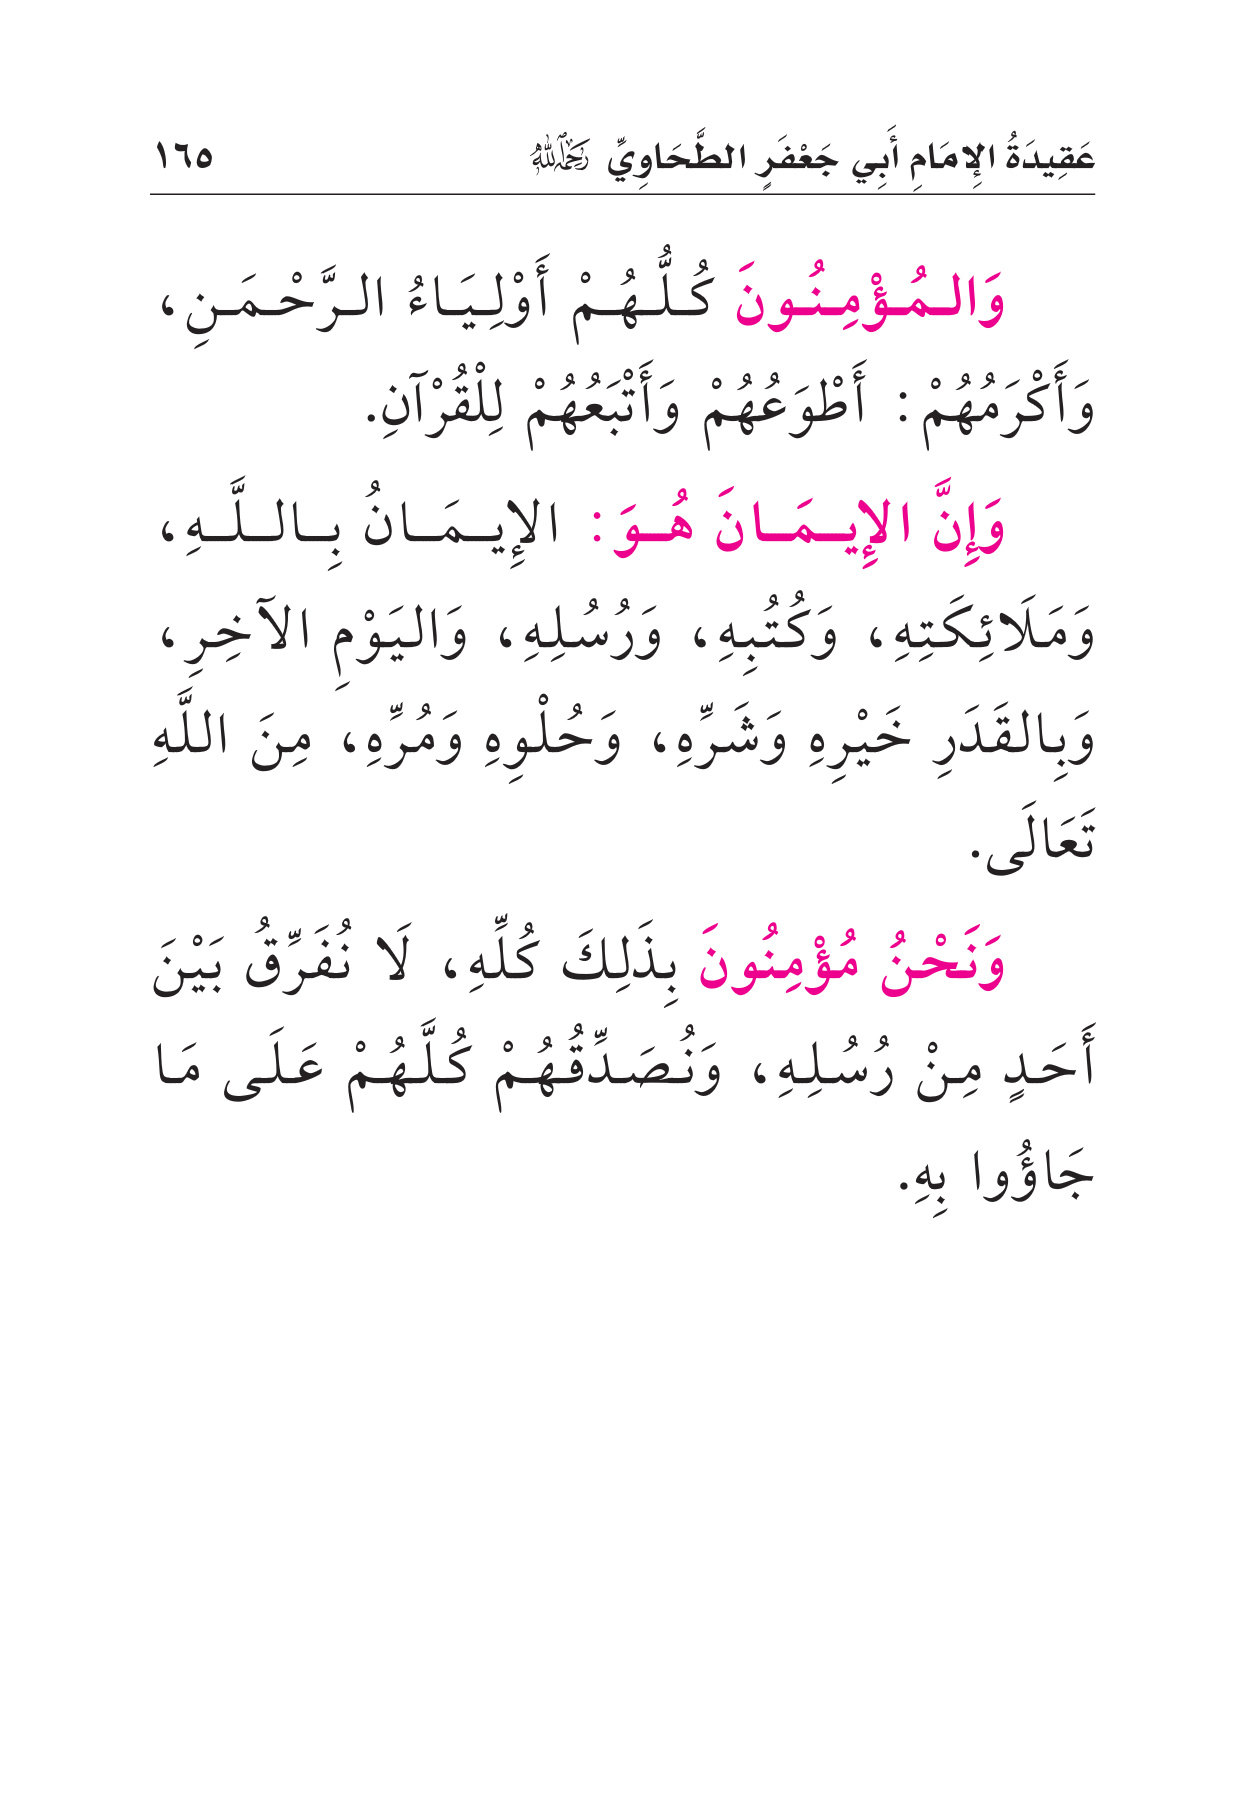 عَقِيدَةُ الإِمَامِ أَبِي جَعْفَرٍ الطَّحَاوِيِّ رَحِمَهُ اللَّهُ ١٦٥
وَالمُؤْمِنُونَ كُلُّهُمْ أَوْلِيَاءُ الرَّحْمَنِ،
وَأَكْرَمُهُمْ: أَطْوَعُهُمْ وَأَتْبَعُهُمْ لِلْقُرْآنِ.
وَإِنَّ الإِيمَانَ هُوَ: الإِيمَانُ بِاللَّهِ،
وَمَلَائِكَتِهِ، وَكُتُبِهِ، وَرُسُلِهِ، وَاليَوْمِ الآخِرِ،
وَبِالقَدَرِ خَيْرِهِ وَشَرِّهِ، وَحُلْوِهِ وَمُرِّهِ، مِنَ اللَّهِ
تَعَالَى.
وَنَحْنُ مُؤْمِنُونَ بِذَلِكَ كُلِّهِ، لَا نُفَرِّقُ بَيْنَ
أَحَدٍ مِنْ رُسُلِهِ، وَنُصَدِّقُهُمْ كُلَّهُمْ عَلَى مَا
جَاؤُوا بِهِ.